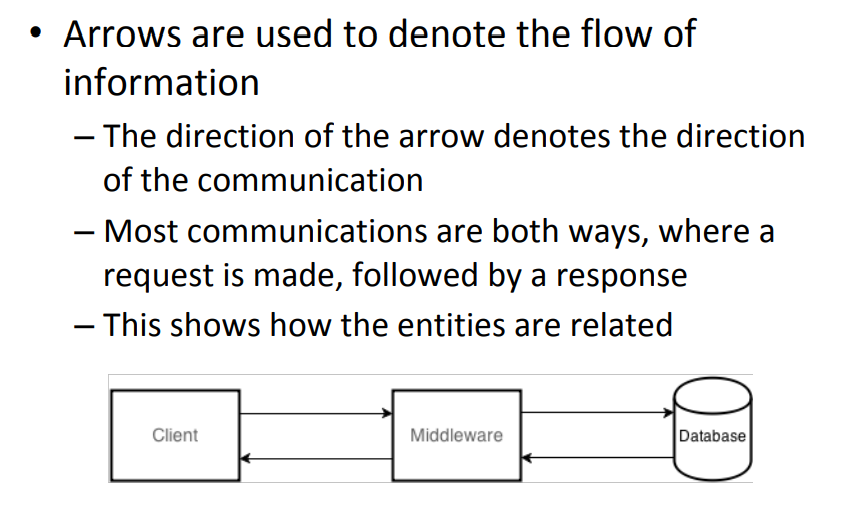 • Arrows are used to denote the flow of
information
– The direction of the arrow denotes the direction
of the communication
– Most communications are both ways, where a
request is made, followed by a response
– This shows how the entities are related
Client
Middleware
Database